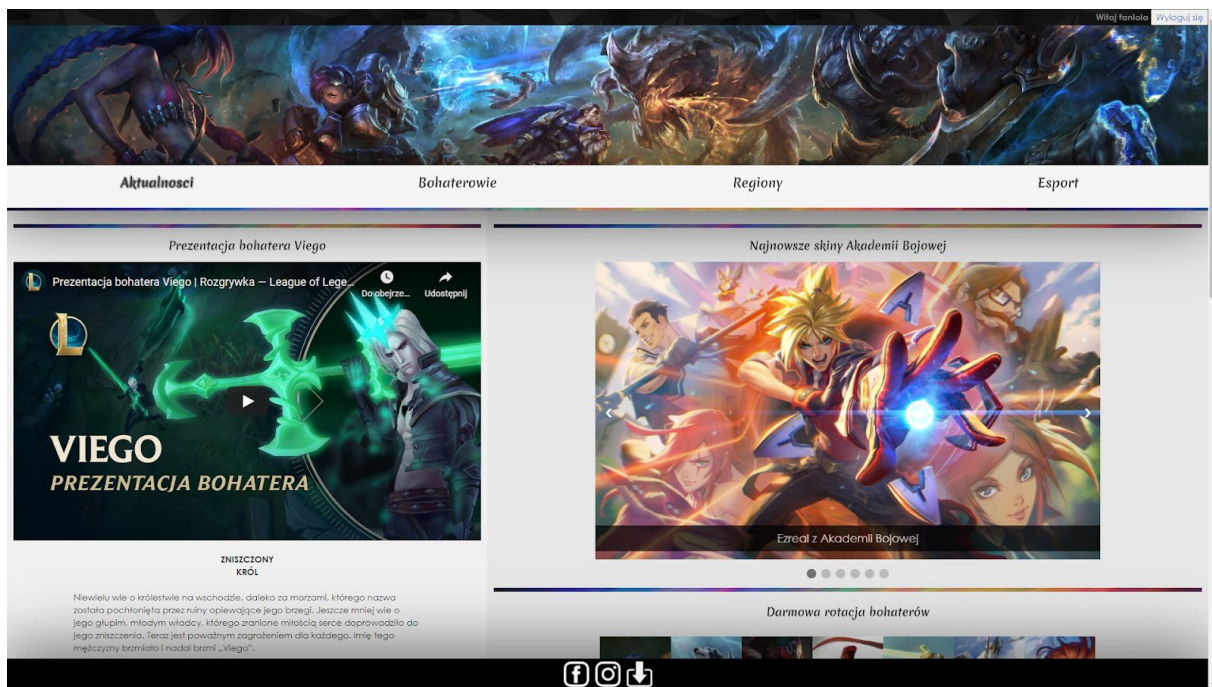 Witaj fanlola Wyloguj się
Aktualnosci Bohaterowie Regiony Esport
Prezentacja bohatera Viego
Prezentacja bohatera Viego | Rozgrywka — League of Lege...
Do obejrze... Udostępnij
VIEGO
PREZENTACJA BOHATERA
ZNISZCZONY
KRÓL
Niewielu wie o królestwie na wschodzie, daleko za morzami, którego nazwa
została pochłonięta przez ruiny opiewające jego brzegi. Jeszcze mniej wie o
jego głupim, młodym władcy, którego zranione miłością serce doprowadziło do
jego zniszczenia. Teraz jest poważnym zagrożeniem dla każdego. Imię tego
mężczyzny brzmiało i nadal brzmi „Viego”.
Najnowsze skiny Akademii Bojowej
Ezreal z Akademii Bojowej
Darmowa rotacja bohaterów